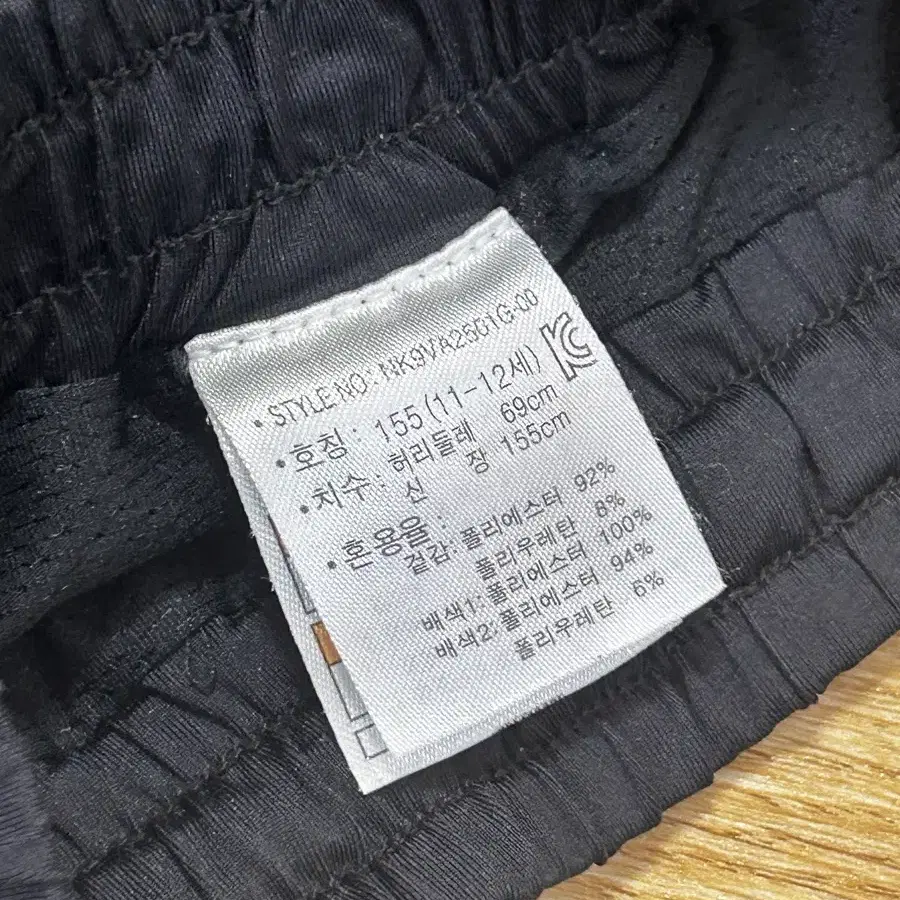 • STYLE NO: NK9VA2501G-00
• 호칭 : 155 (11-12세)
• 치수 : 허리둘레 69cm
신 장 155cm
• 혼용율 :
겉감: 폴리에스터 92%
폴리우레탄 8%
배색1: 폴리에스터 100%
배색2: 폴리에스터 94%
폴리우레탄 6%